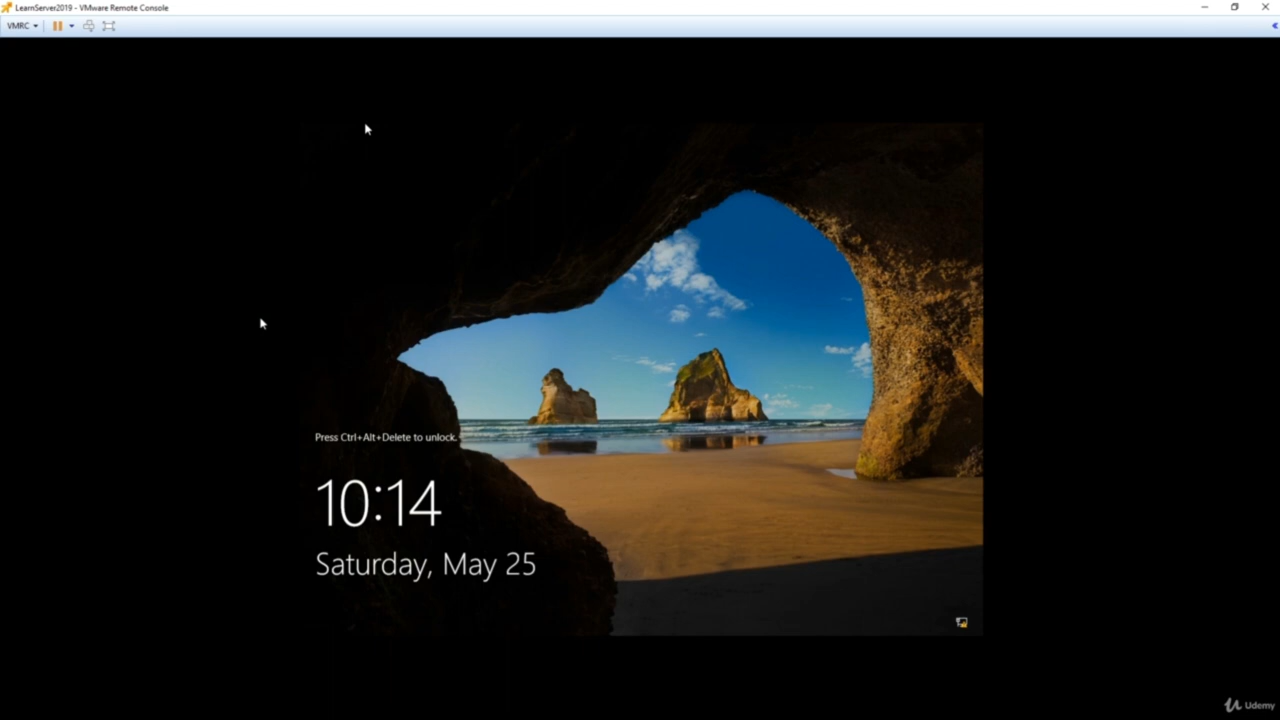 LearnServer2019 - VMware Remote Console
VMRC
Press Ctrl+Alt+Delete to unlock.
10:14
Saturday, May 25
Udemy